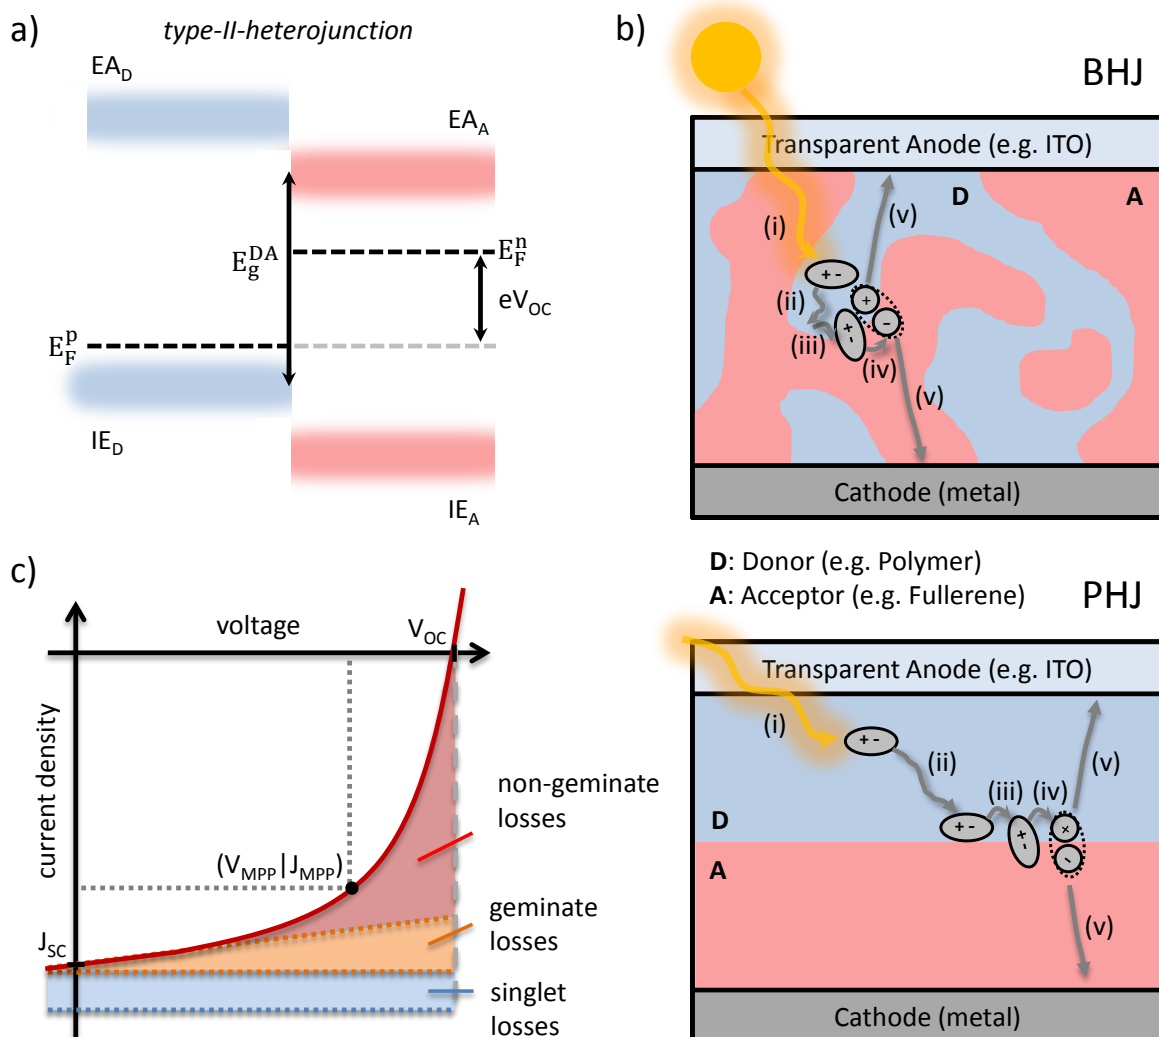 a)
type-II-heterojunction
EA_D
EA_A
E_g^DA
E_F^n
eV_OC
E_F^p
IE_D
IE_A
b)
BHJ
Transparent Anode (e.g. ITO)
D
A
(i)
(v)
+ -
(ii)
+
-
+ -
(iii)
(iv)
(v)
Cathode (metal)
D: Donor (e.g. Polymer)
A: Acceptor (e.g. Fullerene)
PHJ
Transparent Anode (e.g. ITO)
(i)
+ -
(ii)
(v)
(iii)
(iv)
D
+ -
+ -
+
-
A
(v)
Cathode (metal)
c)
voltage
V_OC
current density
non-geminate
losses
(V_MPP|J_MPP)
geminate
losses
J_SC
singlet
losses